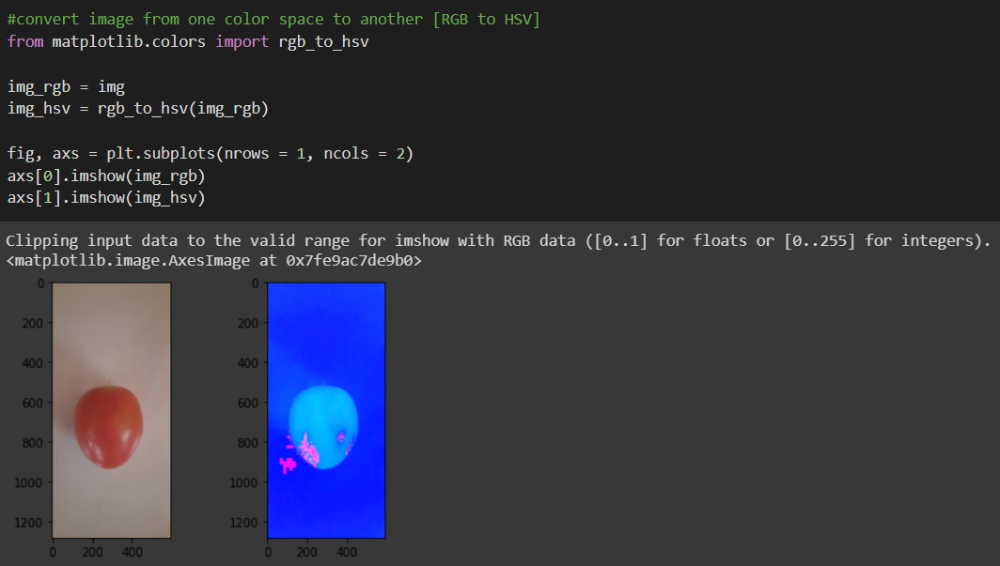 #convert image from one color space to another [RGB to HSV]
from matplotlib.colors import rgb_to_hsv
img_rgb = img
img_hsv = rgb_to_hsv(img_rgb)
fig, axs = plt.subplots(nrows = 1, ncols = 2)
axs[0].imshow(img_rgb)
axs[1].imshow(img_hsv)
Clipping input data to the valid range for imshow with RGB data ([0..1] for floats or [0..255] for integers).
<matplotlib.image.AxesImage at 0x7fe9ac7de9b0>
0
200
400
600
800
1000
1200
0 200 400
0
200
400
600
800
1000
1200
0 200 400